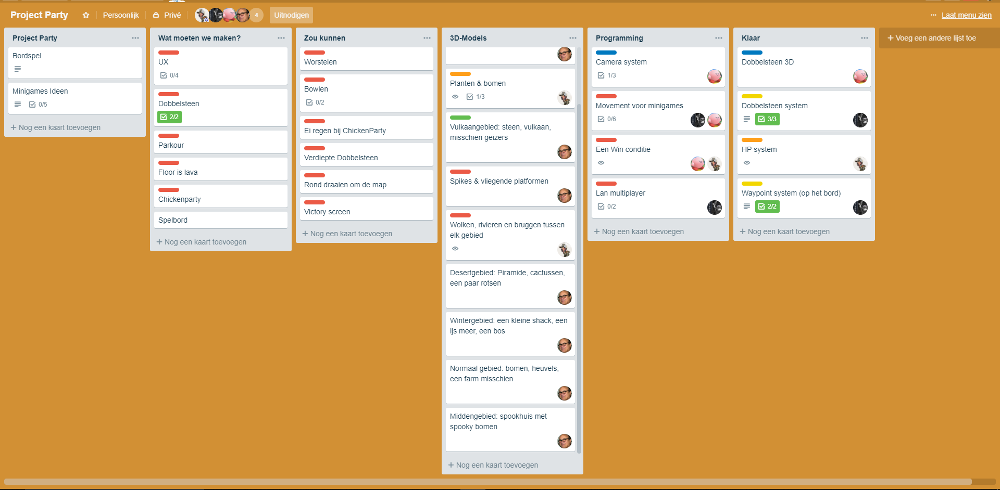 Project Party
Persoonlijk
Privé
4
Uitnodigen
Laat menu zien
Project Party
Bordspel
Minigames Ideen
0/5
+ Nog een kaart toevoegen
Wat moeten we maken?
UX
0/4
Dobbelsteen
2/2
Parkour
Floor is lava
Chickenparty
Spelbord
+ Nog een kaart toevoegen
Zou kunnen
Worstelen
Bowlen
0/2
Ei regen bij ChickenParty
Verdiepte Dobbelsteen
Rond draaien om de map
Victory screen
+ Nog een kaart toevoegen
3D-Models
Planten & bomen
1/3
Vulkaangebied: steen, vulkaan,
misschien geizers
Spikes & vliegende platformen
Wolken, rivieren en bruggen tussen
elk gebied
Desertgebied: Piramide, cactussen,
een paar rotsen
Wintergebied: een kleine shack, een
ijs meer, een bos
Normaal gebied: bomen, heuvels,
een farm misschien
Middengebied: spookhuis met
spooky bomen
+ Nog een kaart toevoegen
Programming
Camera system
1/3
Movement voor minigames
0/6
Een Win conditie
Lan multiplayer
0/2
+ Nog een kaart toevoegen
Klaar
Dobbelsteen 3D
Dobbelsteen system
3/3
HP system
Waypoint system (op het bord)
2/2
+ Nog een kaart toevoegen
+ Voeg een andere lijst toe